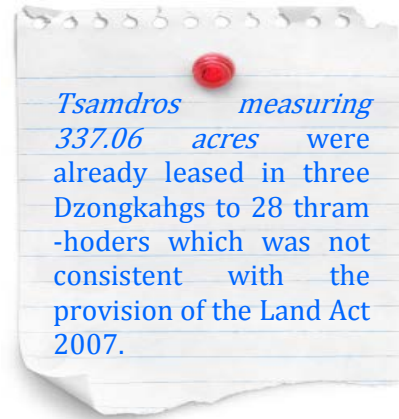 Tsamdros measuring
337.06 acres were
already leased in three
Dzongkahgs to 28 thram
-hoders which was not
consistent with the
provision of the Land Act
2007.